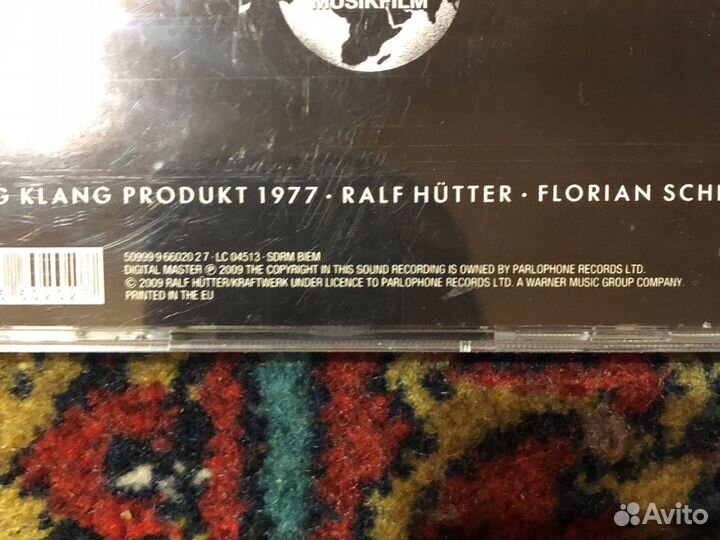 MUSIKFILM
G KLANG PRODUKT 1977 · RALF HÜTTER · FLORIAN SCH
50999 9 66020 2 7 · LC 04513 · SDRM BIEM
DIGITAL MASTER ℗ 2009 THE COPYRIGHT IN THIS SOUND RECORDING IS OWNED BY PARLOPHONE RECORDS LTD.
© 2009 RALF HÜTTER/KRAFTWERK UNDER LICENCE TO PARLOPHONE RECORDS LTD. A WARNER MUSIC GROUP COMPANY.
PRINTED IN THE EU
Avito